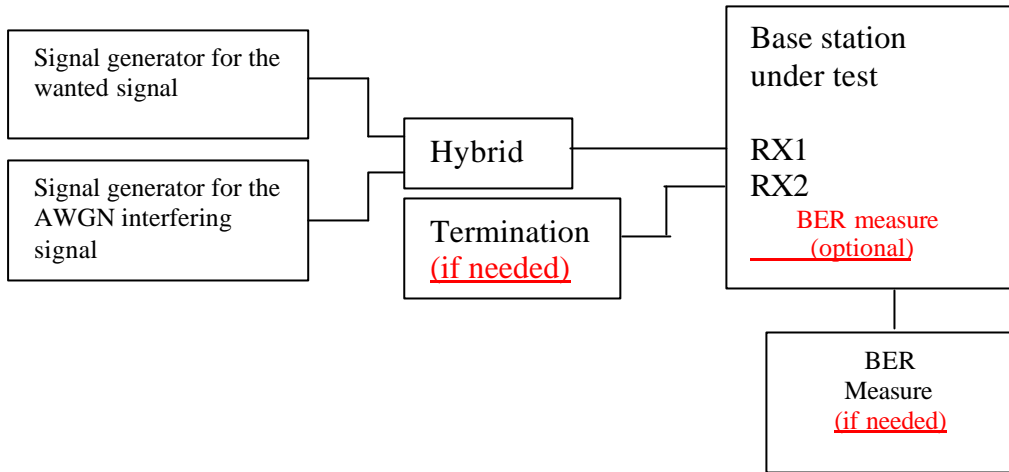 Signal generator for the
wanted signal
Signal generator for the
AWGN interfering
signal
Hybrid
Termination
(if needed)
Base station
under test
RX1
RX2
BER measure
(optional)
BER
Measure
(if needed)